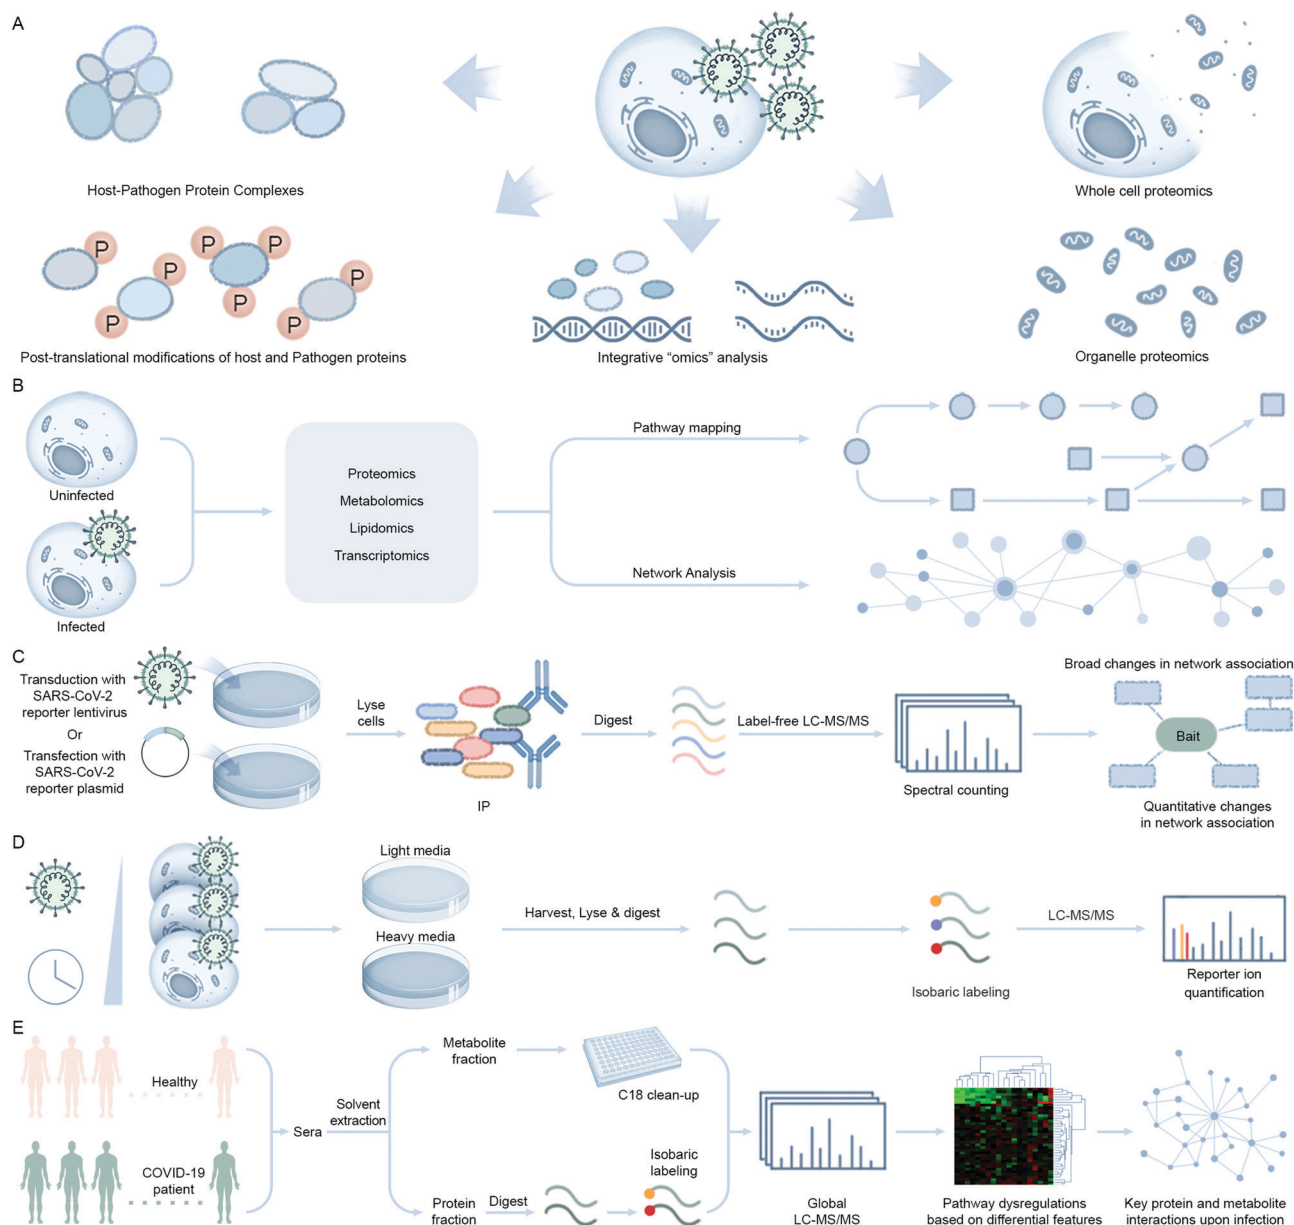 A
Host-Pathogen Protein Complexes
Whole cell proteomics
P
P
P
P
P
P
P
P
Post-translational modifications of host and Pathogen proteins
Integrative “omics” analysis
Organelle proteomics
B
Uninfected
Infected
Proteomics
Metabolomics
Lipidomics
Transcriptomics
Pathway mapping
Network Analysis
C
Transduction with
SARS-CoV-2
reporter lentivirus
Or
Transfection with
SARS-CoV-2
reporter plasmid
Lyse
cells
IP
Digest
Label-free LC-MS/MS
Spectral counting
Broad changes in network association
Bait
Quantitative changes
in network association
D
Light media
Heavy media
Harvest, Lyse & digest
Isobaric labeling
LC-MS/MS
Reporter ion
quantification
E
Healthy
COVID-19
patient
Sera
Solvent
extraction
Metabolite
fraction
C18 clean-up
Protein
fraction
Digest
Isobaric
labeling
Global
LC-MS/MS
Pathway dysregulations
based on differential features
Key protein and metabolite
interactions upon infection